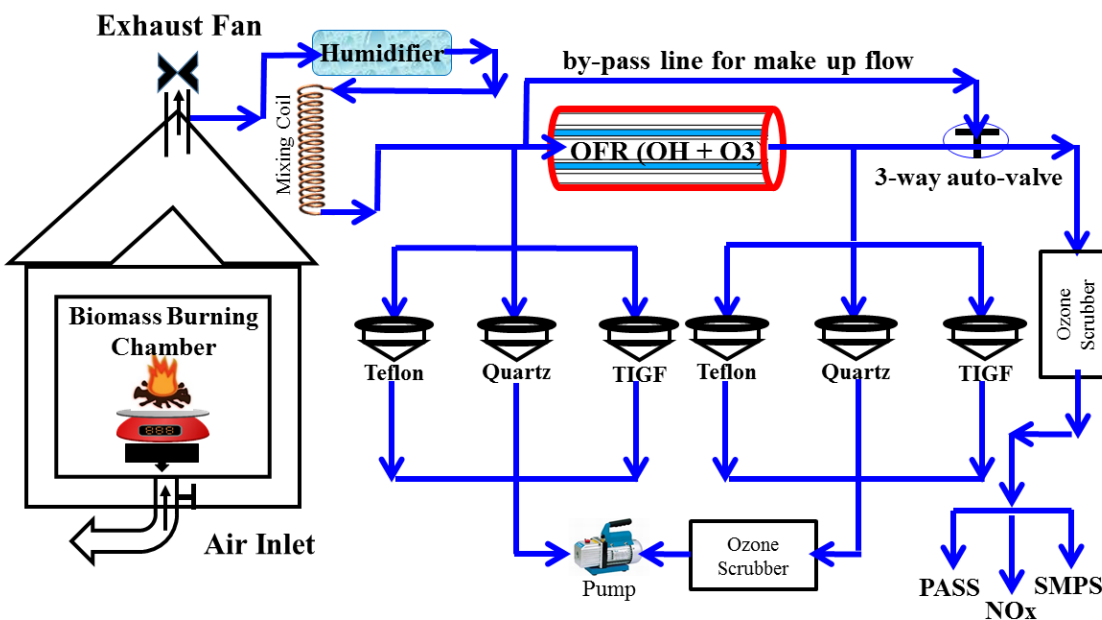 Exhaust Fan
Humidifier
by-pass line for make up flow
Mixing Coil
OFR (OH + O3)
3-way auto-valve
Biomass Burning
Chamber
888
Ozone
Scrubber
Teflon
Quartz
TIGF
Teflon
Quartz
TIGF
Air Inlet
Pump
Ozone
Scrubber
PASS
NOx
SMPS